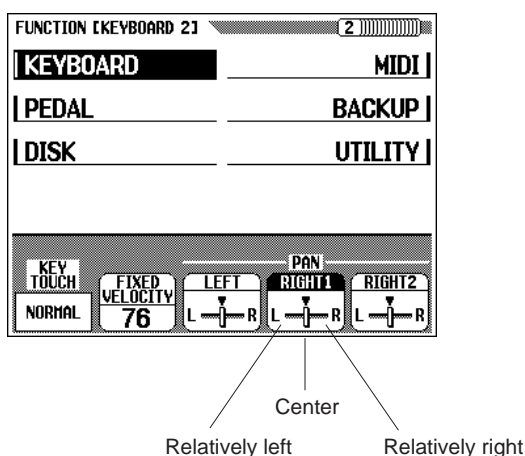 FUNCTION [KEYBOARD 2] 2
KEYBOARD MIDI
PEDAL BACKUP
DISK UTILITY
PAN
KEY TOUCH FIXED VELOCITY LEFT RIGHT1 RIGHT2
NORMAL 76 L R L R L R
Center
Relatively left Relatively right